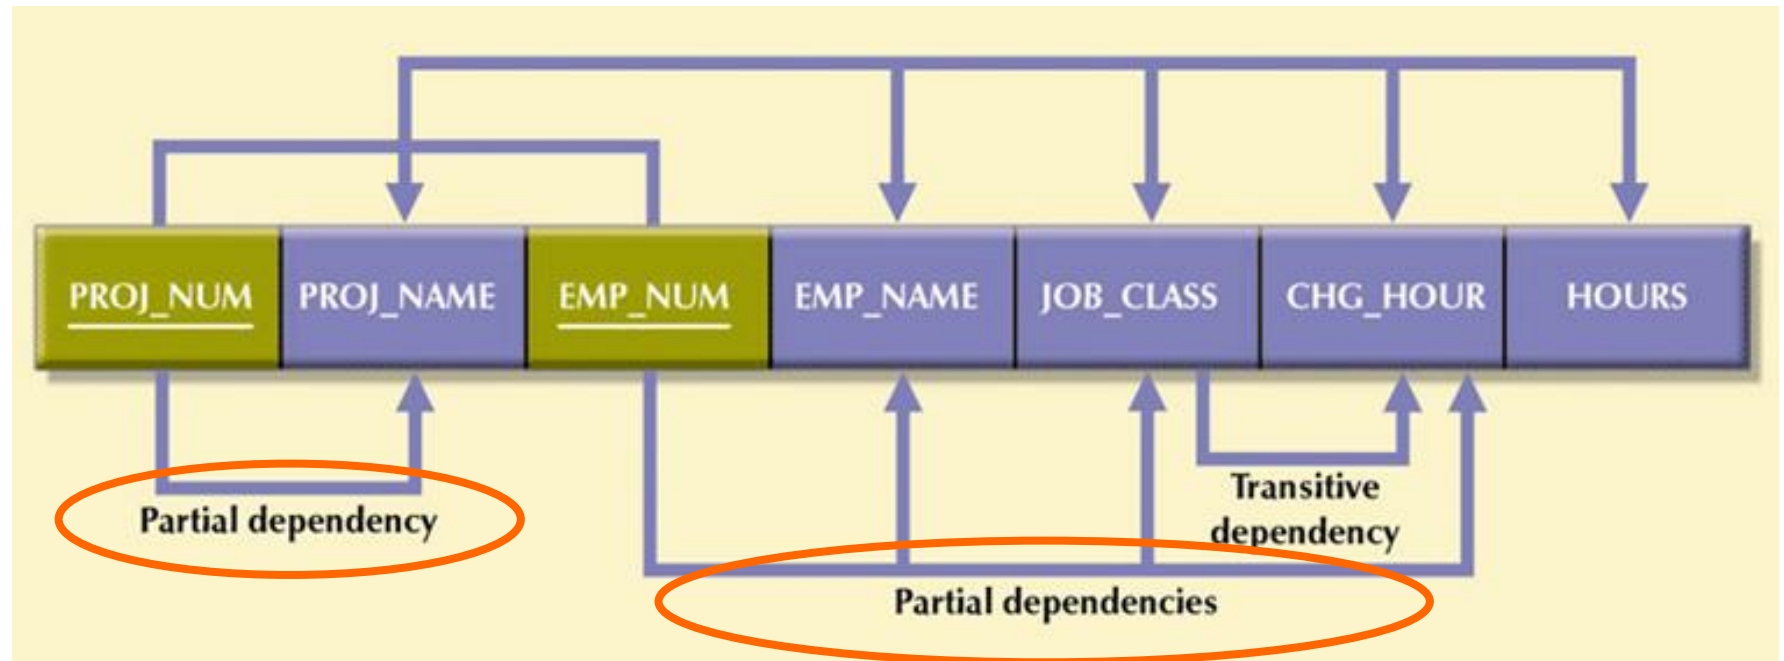 PROJ_NUM PROJ_NAME EMP_NUM EMP_NAME JOB_CLASS CHG_HOUR HOURS
Partial dependency
Transitive
dependency
Partial dependencies